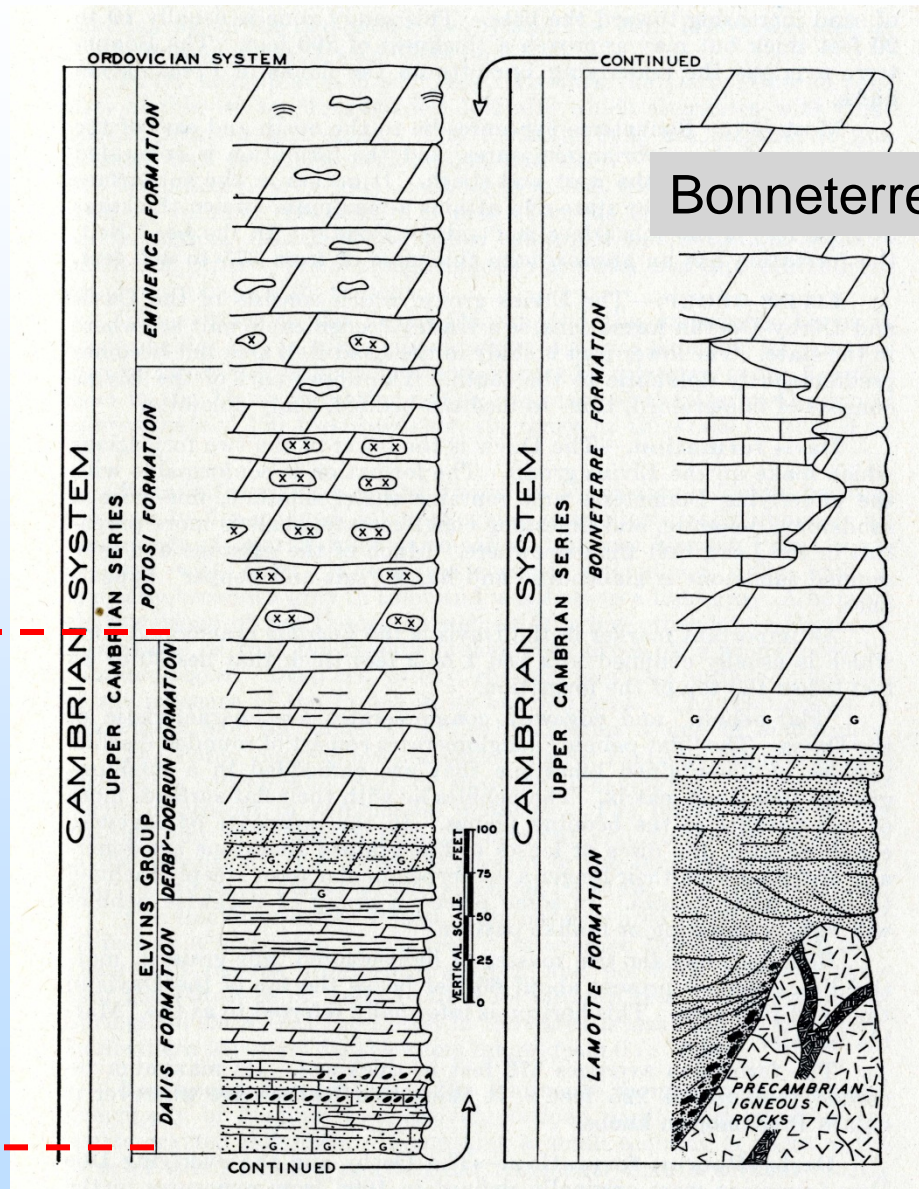 ORDOVICIAN SYSTEM
CAMBRIAN SYSTEM
UPPER CAMBRIAN SERIES
EMINENCE FORMATION
POTOSI FORMATION
ELVINS GROUP
DERBY-DOERUN FORMATION
DAVIS FORMATION
X X
X X
X X
X X
X X
X X
X
X X
X X
X X
X X
X X
X X
X X
G
G
G
G
G
VERTICAL SCALE FEET
100
75
50
25
0
CONTINUED
CONTINUED
Bonneterre
CAMBRIAN SYSTEM
UPPER CAMBRIAN SERIES
BONNETERRE FORMATION
LAMOTTE FORMATION
G G G
PRECAMBRIAN
IGNEOUS
ROCKS